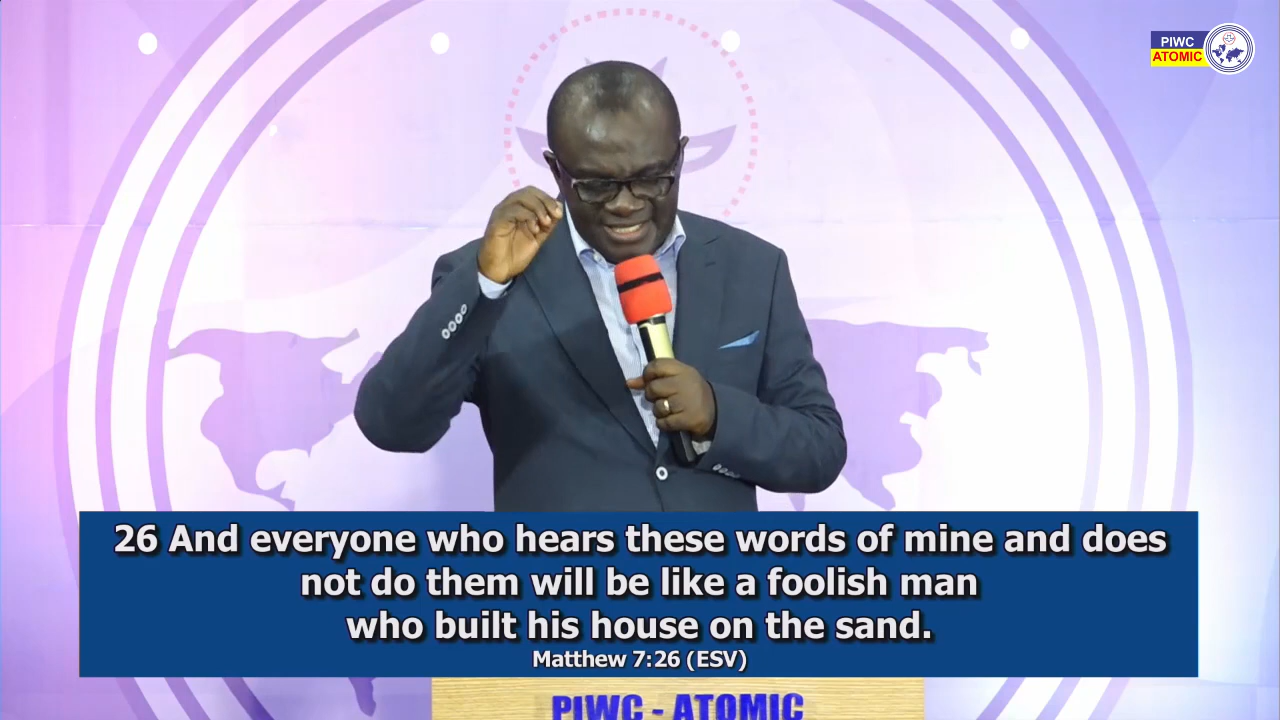 PIWC
ATOMIC
26 And everyone who hears these words of mine and does
not do them will be like a foolish man
who built his house on the sand.
Matthew 7:26 (ESV)
PIWC - ATOMIC